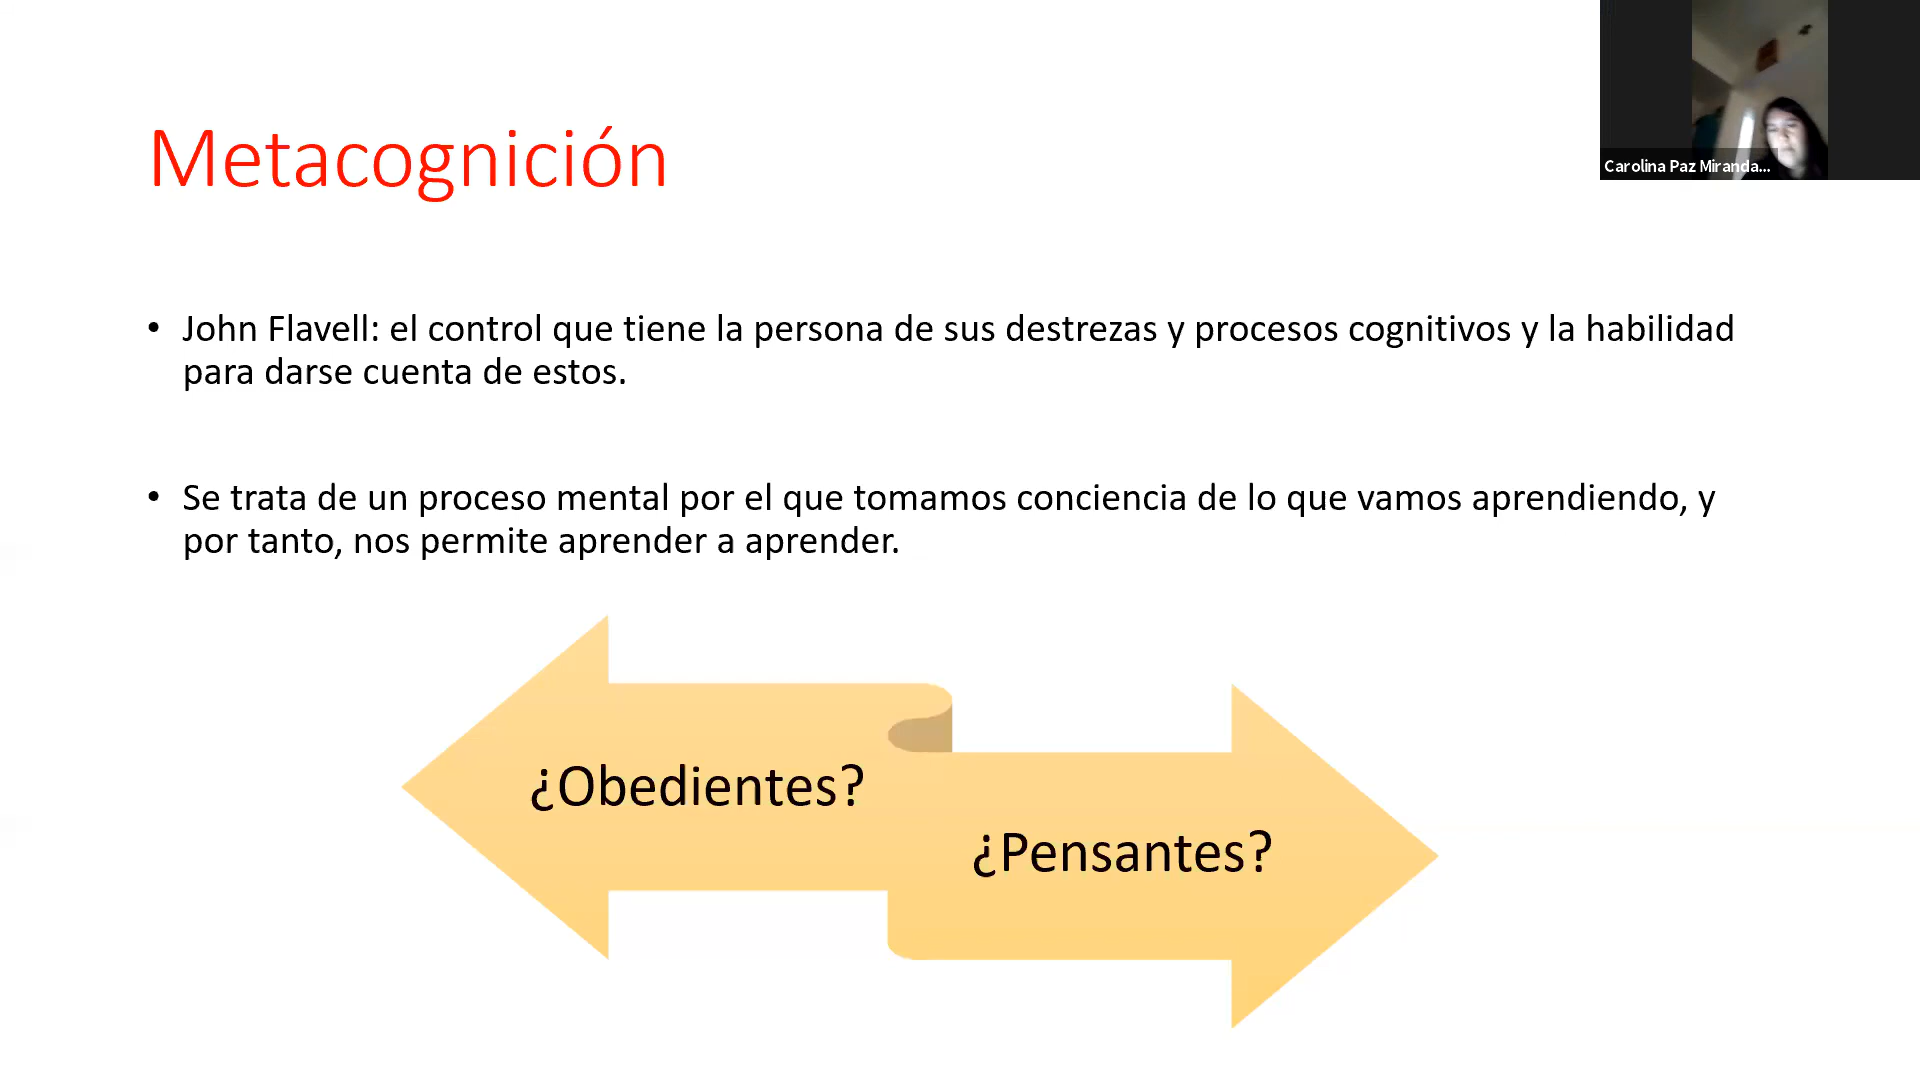 Carolina Paz Miranda...
Metacognición
• John Flavell: el control que tiene la persona de sus destrezas y procesos cognitivos y la habilidad
para darse cuenta de estos.
• Se trata de un proceso mental por el que tomamos conciencia de lo que vamos aprendiendo, y
por tanto, nos permite aprender a aprender.
¿Obedientes?
¿Pensantes?